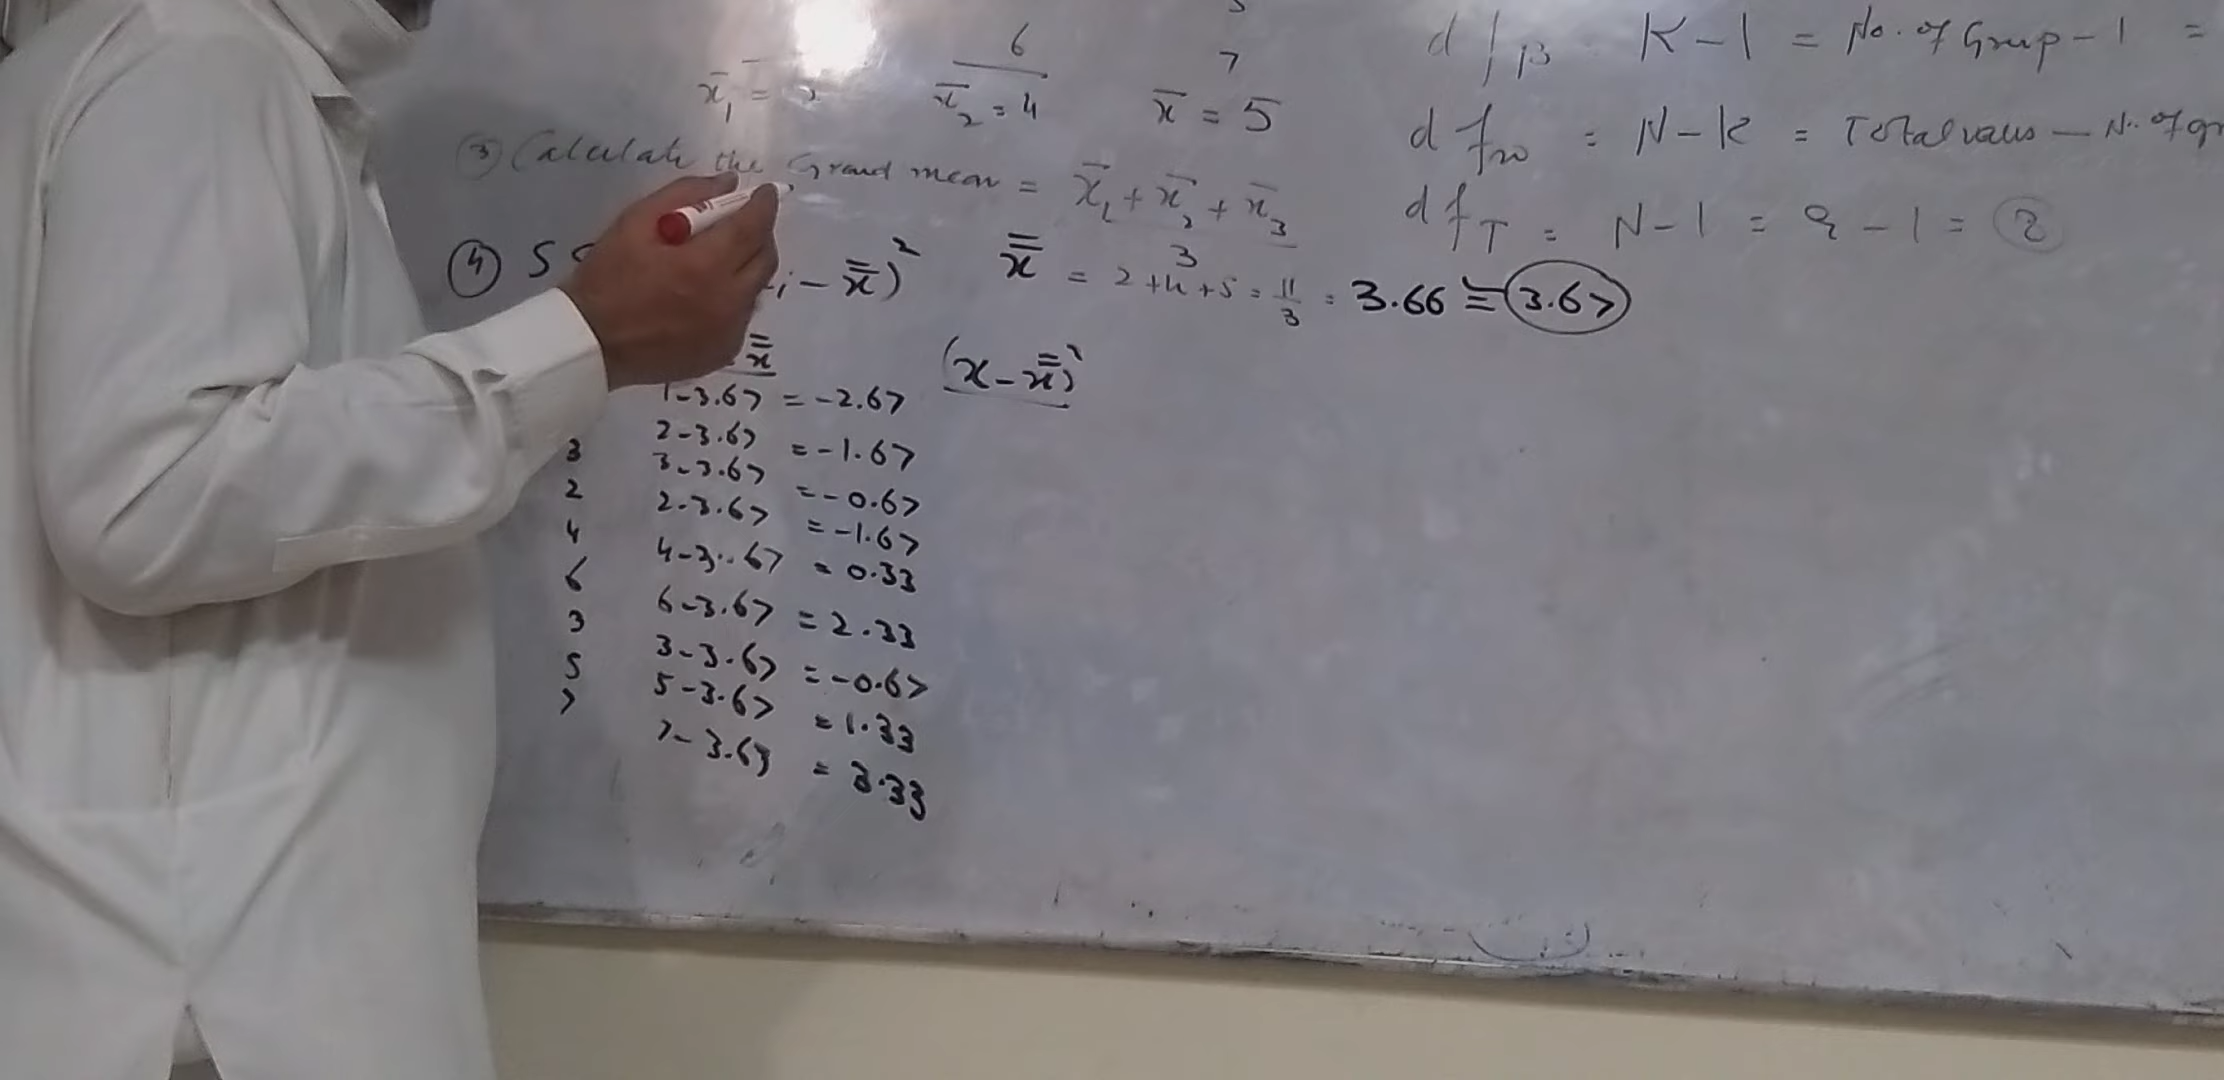 6 7
x̄₁ = 2 x̄₂ = 4 x̄ = 5
③ Calculate the Grand mean = x̄₁ + x̄₂ + x̄₃
3
④ S - x̿)² x̿ = 2+4+5 = 11/3 = 3.66 ≅ 3.67
x̿ (x - x̿)²
1-3.67 = -2.67
2-3.67 = -1.67
3 3-3.67 = -0.67
2 2-3.67 = -1.67
4 4-3.67 = 0.33
6 6-3.67 = 2.33
3 3-3.67 = -0.67
5 5-3.67 = 1.33
7 7-3.67 = 3.33
df B K-1 = No. of Group - 1 =
df w = N-K = Total values - No. of
df T = N-1 = 9-1 = 8